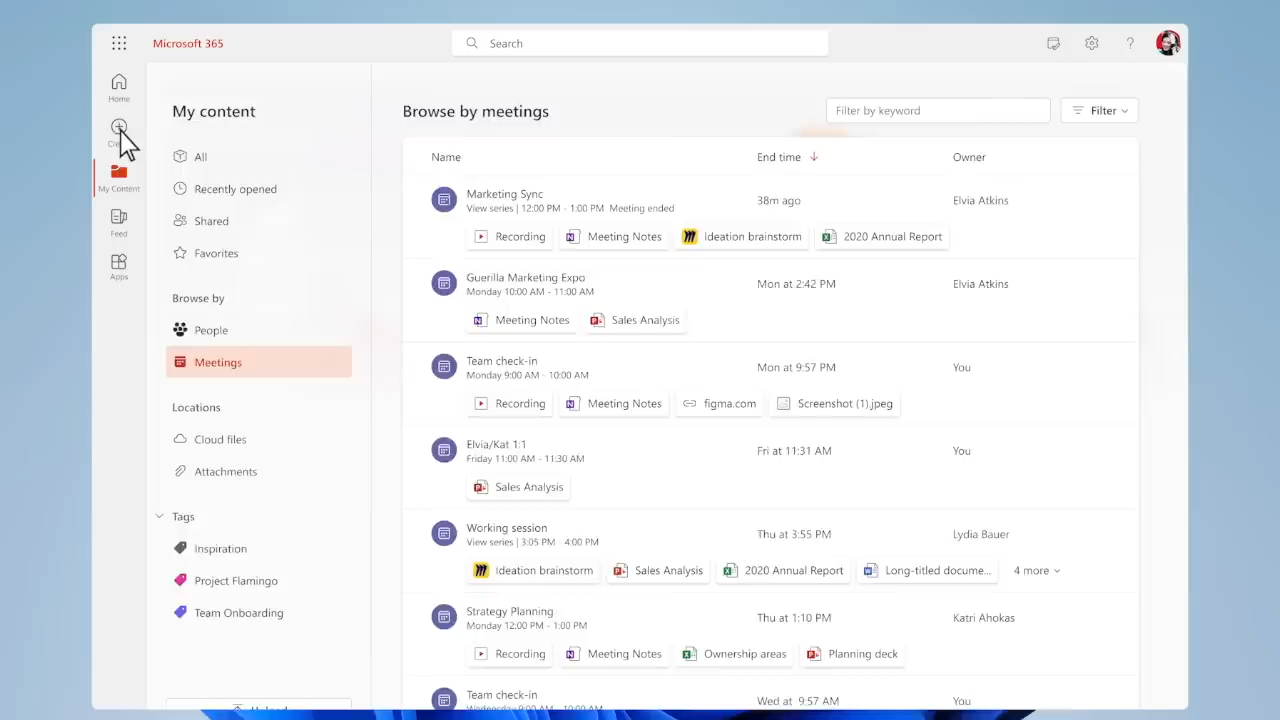 Microsoft 365
Search
Home
My Content
Feed
Apps
My content
All
Recently opened
Shared
Favorites
Browse by
People
Meetings
Locations
Cloud files
Attachments
Tags
Inspiration
Project Flamingo
Team Onboarding
Browse by meetings
Filter by keyword
Filter
Name End time Owner
Marketing Sync
View series | 12:00 PM - 1:00 PM Meeting ended
38m ago
Elvia Atkins
Recording Meeting Notes Ideation brainstorm 2020 Annual Report
Guerilla Marketing Expo
Monday 10:00 AM - 11:00 AM
Mon at 2:42 PM
Elvia Atkins
Meeting Notes Sales Analysis
Team check-in
Monday 9:00 AM - 10:00 AM
Mon at 9:57 PM
You
Recording Meeting Notes figma.com Screenshot (1).jpeg
Elvia/Kat 1:1
Friday 11:00 AM - 11:30 AM
Fri at 11:31 AM
You
Sales Analysis
Working session
View series | 3:05 PM - 4:00 PM
Thu at 3:55 PM
Lydia Bauer
Ideation brainstorm Sales Analysis 2020 Annual Report Long-titled docume... 4 more
Strategy Planning
Monday 12:00 PM - 1:00 PM
Thu at 1:10 PM
Katri Ahokas
Recording Meeting Notes Ownership areas Planning deck
Team check-in
Wed at 9:57 AM
You